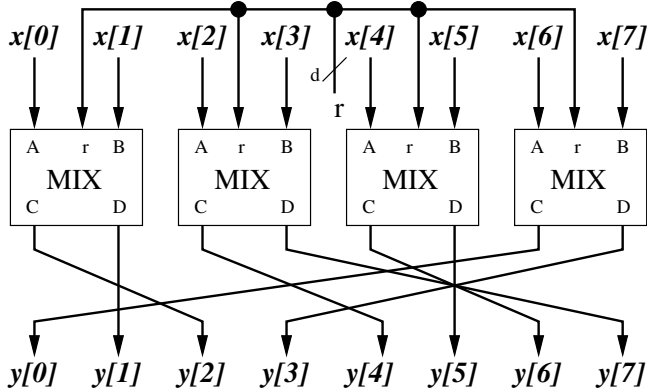 x[0] x[1] x[2] x[3] x[4] x[5] x[6] x[7]
d
r
A r B A r B A r B A r B
MIX MIX MIX MIX
C D C D C D C D
y[0] y[1] y[2] y[3] y[4] y[5] y[6] y[7]